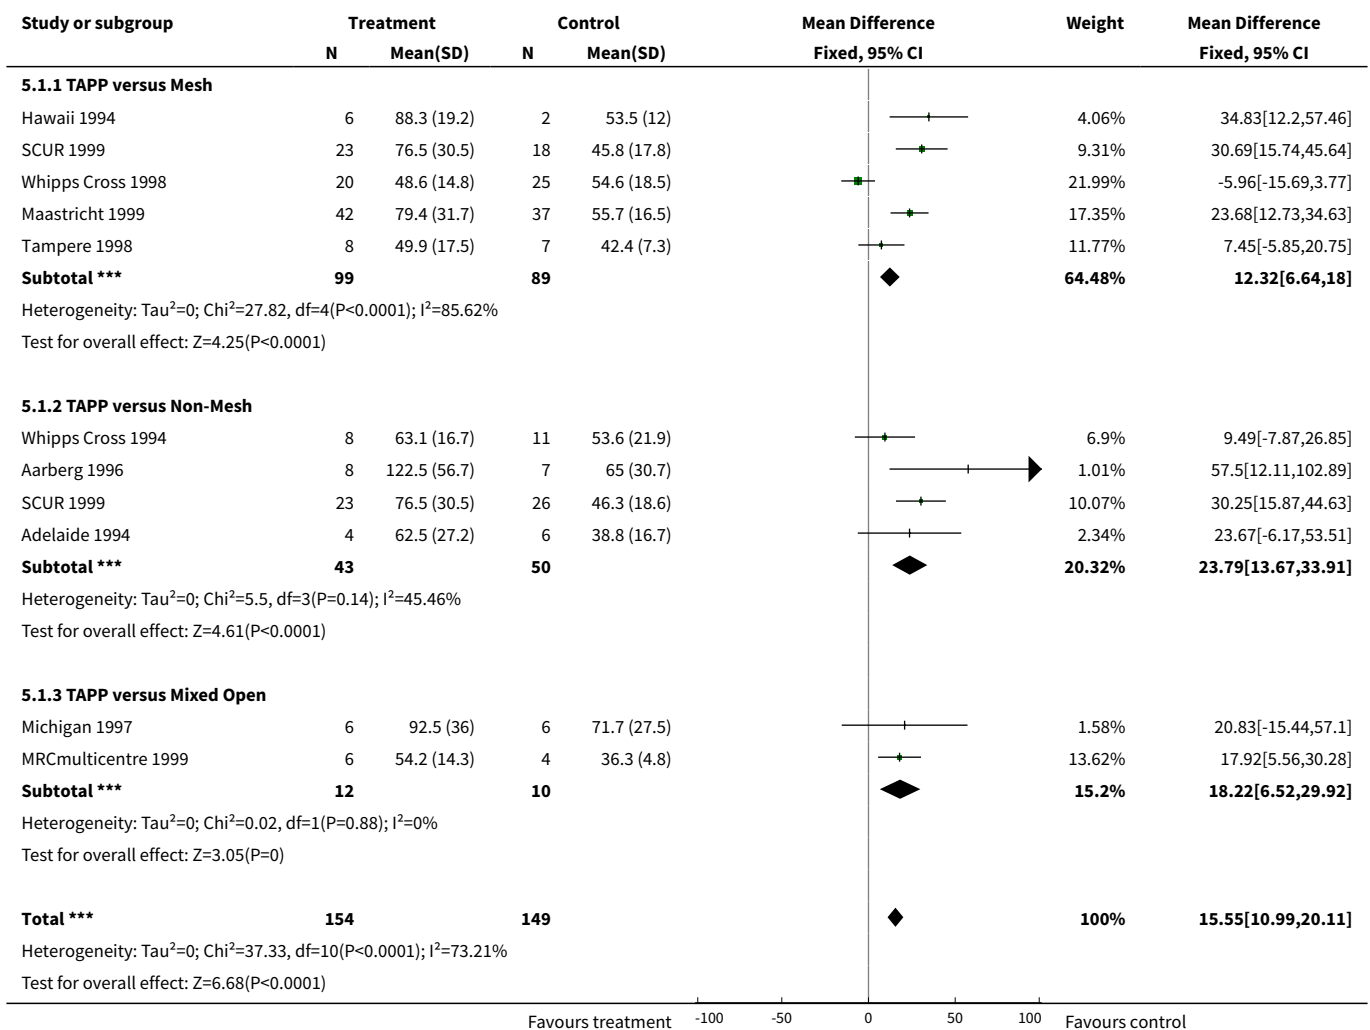 Study or subgroup Treatment Control Mean Difference Weight Mean Difference
N Mean(SD) N Mean(SD) Fixed, 95% CI Fixed, 95% CI
5.1.1 TAPP versus Mesh
Hawaii 1994 6 88.3 (19.2) 2 53.5 (12) 4.06% 34.83[12.2,57.46]
SCUR 1999 23 76.5 (30.5) 18 45.8 (17.8) 9.31% 30.69[15.74,45.64]
Whipps Cross 1998 20 48.6 (14.8) 25 54.6 (18.5) 21.99% -5.96[-15.69,3.77]
Maastricht 1999 42 79.4 (31.7) 37 55.7 (16.5) 17.35% 23.68[12.73,34.63]
Tampere 1998 8 49.9 (17.5) 7 42.4 (7.3) 11.77% 7.45[-5.85,20.75]
Subtotal *** 99 89 64.48% 12.32[6.64,18]
Heterogeneity: Tau²=0; Chi²=27.82, df=4(P<0.0001); I²=85.62%
Test for overall effect: Z=4.25(P<0.0001)
5.1.2 TAPP versus Non-Mesh
Whipps Cross 1994 8 63.1 (16.7) 11 53.6 (21.9) 6.9% 9.49[-7.87,26.85]
Aarberg 1996 8 122.5 (56.7) 7 65 (30.7) 1.01% 57.5[12.11,102.89]
SCUR 1999 23 76.5 (30.5) 26 46.3 (18.6) 10.07% 30.25[15.87,44.63]
Adelaide 1994 4 62.5 (27.2) 6 38.8 (16.7) 2.34% 23.67[-6.17,53.51]
Subtotal *** 43 50 20.32% 23.79[13.67,33.91]
Heterogeneity: Tau²=0; Chi²=5.5, df=3(P=0.14); I²=45.46%
Test for overall effect: Z=4.61(P<0.0001)
5.1.3 TAPP versus Mixed Open
Michigan 1997 6 92.5 (36) 6 71.7 (27.5) 1.58% 20.83[-15.44,57.1]
MRCmulticentre 1999 6 54.2 (14.3) 4 36.3 (4.8) 13.62% 17.92[5.56,30.28]
Subtotal *** 12 10 15.2% 18.22[6.52,29.92]
Heterogeneity: Tau²=0; Chi²=0.02, df=1(P=0.88); I²=0%
Test for overall effect: Z=3.05(P=0)
Total *** 154 149 100% 15.55[10.99,20.11]
Heterogeneity: Tau²=0; Chi²=37.33, df=10(P<0.0001); I²=73.21%
Test for overall effect: Z=6.68(P<0.0001)
Favours treatment -100 -50 0 50 100 Favours control